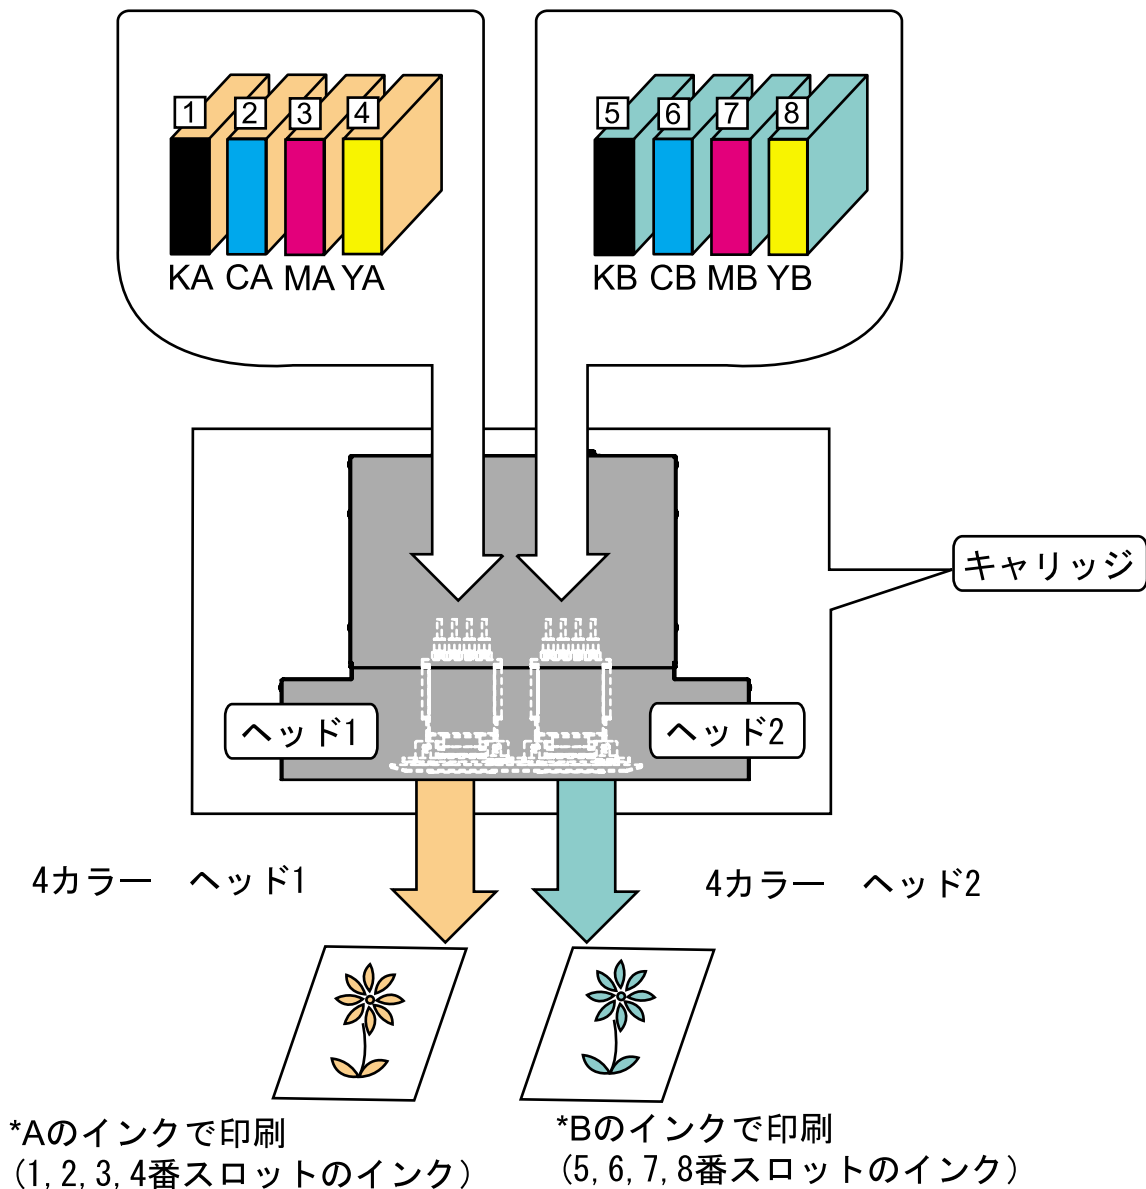 1 2 3 4
KA CA MA YA
5 6 7 8
KB CB MB YB
キャリッジ
ヘッド1
ヘッド2
4カラー　ヘッド1
4カラー　ヘッド2
*Aのインクで印刷
(1, 2, 3, 4番スロットのインク)
*Bのインクで印刷
(5, 6, 7, 8番スロットのインク)